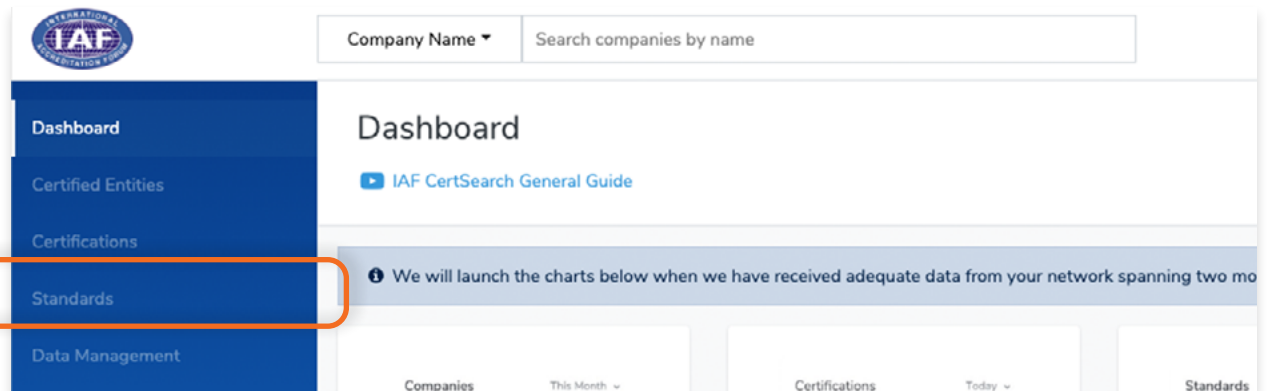 INTERNATIONAL
IAF
ACCREDITATION FORUM
Company Name
Search companies by name
Dashboard
Certified Entities
Certifications
Standards
Data Management
Dashboard
IAF CertSearch General Guide
We will launch the charts below when we have received adequate data from your network spanning two mo
Companies This Month
Certifications Today
Standards